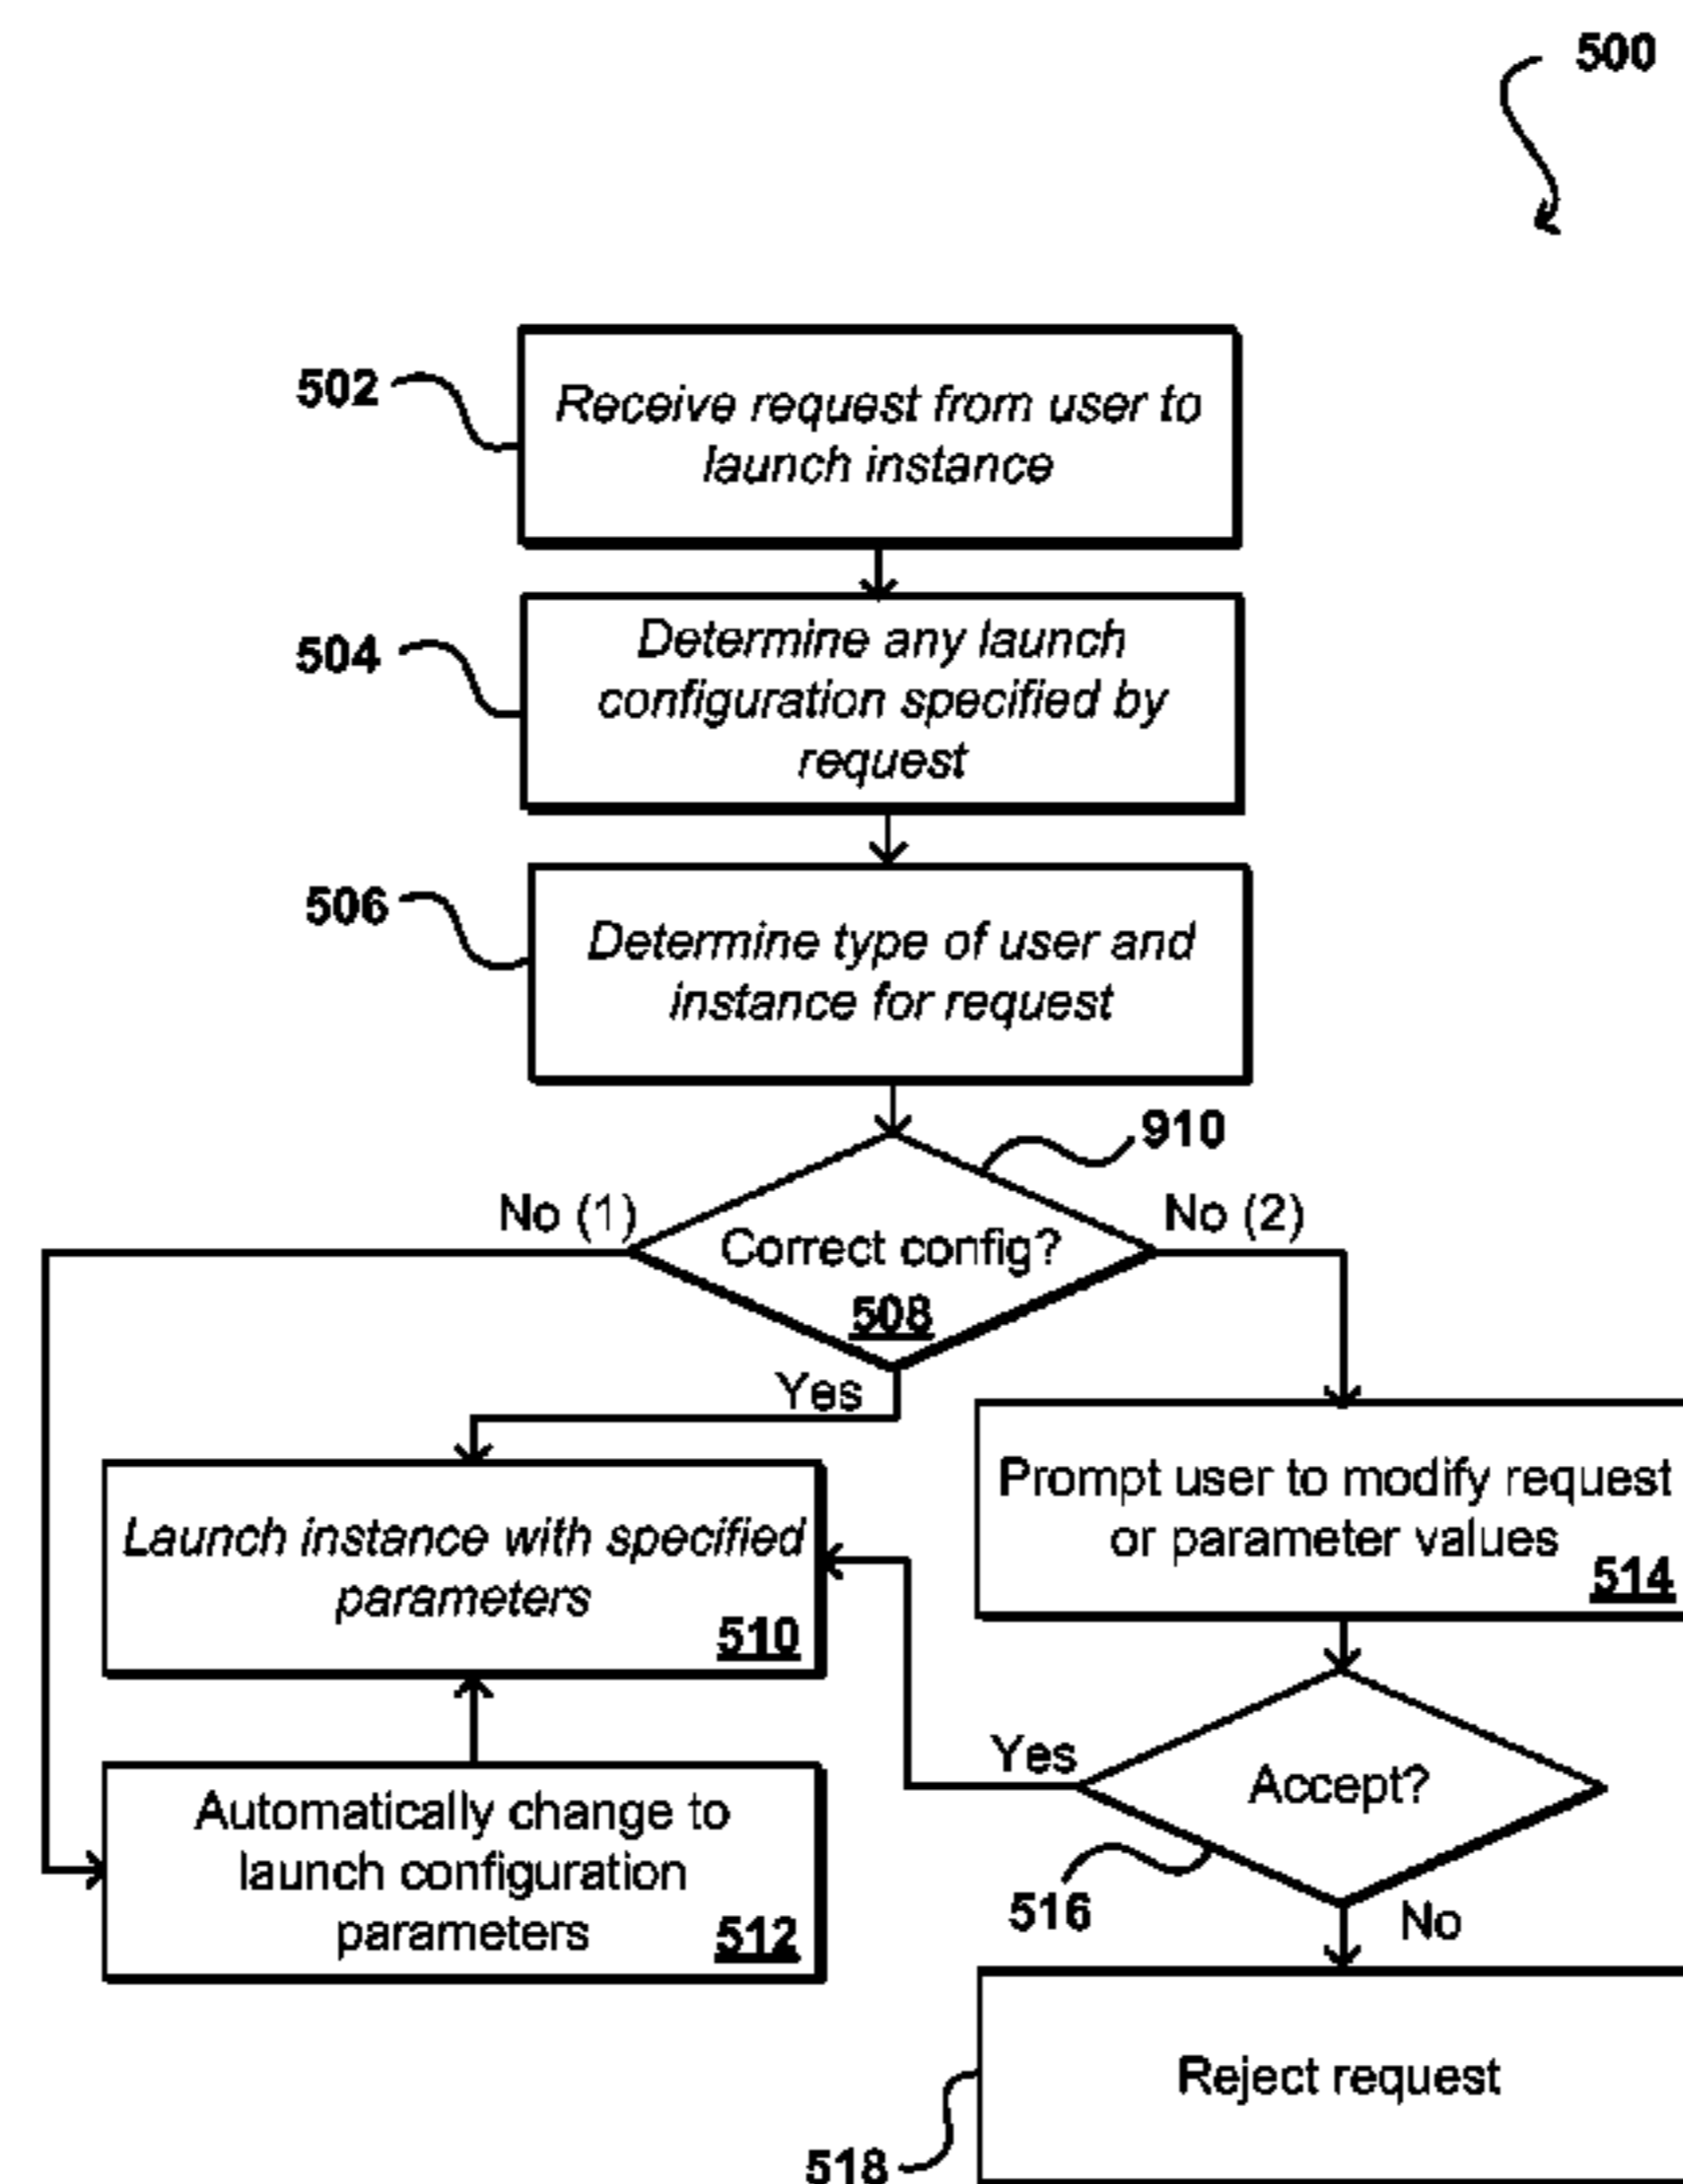 500
502
Receive request from user to
launch instance
504
Determine any launch
configuration specified by
request
506
Determine type of user and
instance for request
910
No (1)
No (2)
Correct config?
508
Yes
Prompt user to modify request
or parameter values
514
Launch instance with specified
parameters
510
Yes
Accept?
516
No
Automatically change to
launch configuration
parameters
512
Reject request
518